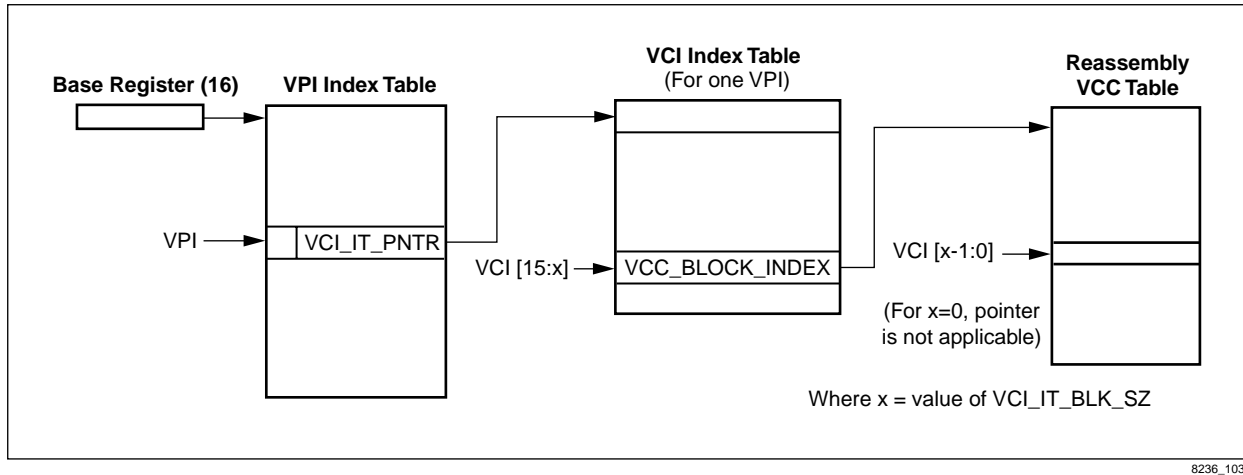 Base Register (16)
VPI Index Table
VCI Index Table
(For one VPI)
Reassembly
VCC Table
VPI
VCI_IT_PNTR
VCI [15:x]
VCC_BLOCK_INDEX
VCI [x-1:0]
(For x=0, pointer
is not applicable)
Where x = value of VCI_IT_BLK_SZ
8236_103